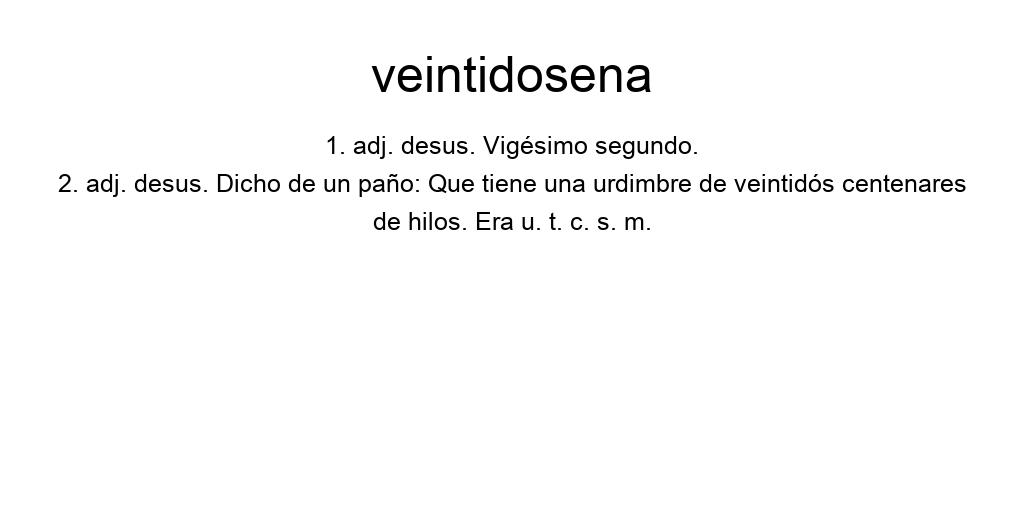 veintidosena
1. adj. desus. Vigésimo segundo.
2. adj. desus. Dicho de un paño: Que tiene una urdimbre de veintidós centenares
de hilos. Era u. t. c. s. m.